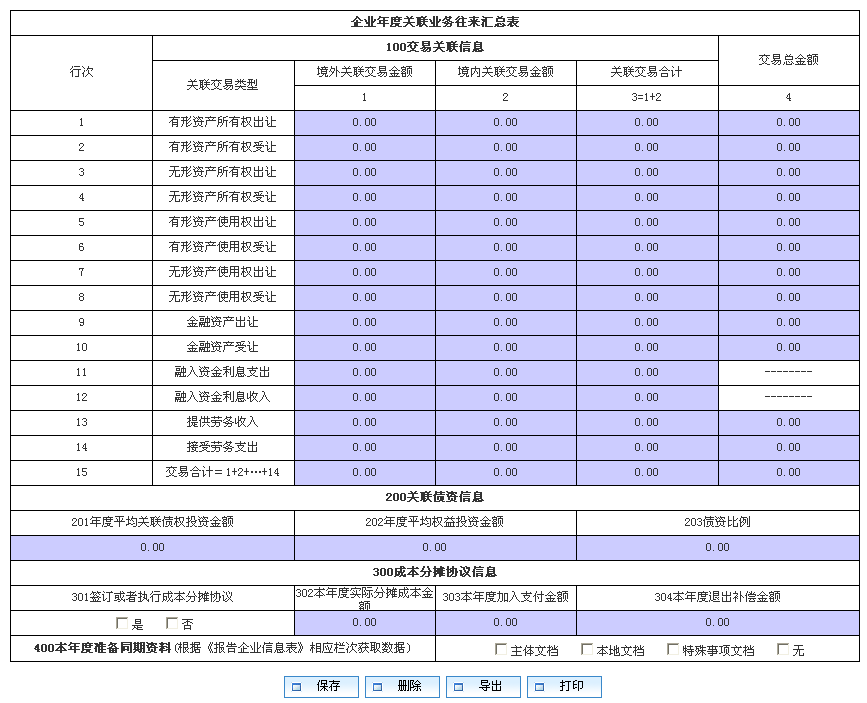 企业年度关联业务往来汇总表
行次 100交易关联信息 交易总金额
关联交易类型 境外关联交易金额 境内关联交易金额 关联交易合计
1 2 3=1+2 4
1 有形资产所有权出让 0.00 0.00 0.00 0.00
2 有形资产所有权受让 0.00 0.00 0.00 0.00
3 无形资产所有权出让 0.00 0.00 0.00 0.00
4 无形资产所有权受让 0.00 0.00 0.00 0.00
5 有形资产使用权出让 0.00 0.00 0.00 0.00
6 有形资产使用权受让 0.00 0.00 0.00 0.00
7 无形资产使用权出让 0.00 0.00 0.00 0.00
8 无形资产使用权受让 0.00 0.00 0.00 0.00
9 金融资产出让 0.00 0.00 0.00 0.00
10 金融资产受让 0.00 0.00 0.00 0.00
11 融入资金利息支出 0.00 0.00 0.00 --------
12 融入资金利息收入 0.00 0.00 0.00 --------
13 提供劳务收入 0.00 0.00 0.00 0.00
14 接受劳务支出 0.00 0.00 0.00 0.00
15 交易合计＝1+2+…+14 0.00 0.00 0.00 0.00
200关联债资信息
201年度平均关联债权投资金额 202年度平均权益投资金额 203债资比例
0.00 0.00 0.00
300成本分摊协议信息
301签订或者执行成本分摊协议 302本年度实际分摊成本金额 303本年度加入支付金额 304本年度退出补偿金额
是 否 0.00 0.00 0.00
400本年度准备同期资料(根据《报告企业信息表》相应栏次获取数据) 主体文档 本地文档 特殊事项文档 无
保存 删除 导出 打印